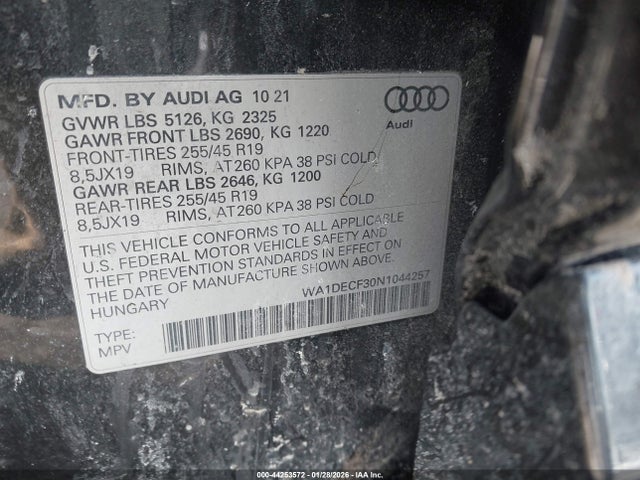 MFD. BY AUDI AG 10 21
Audi
GVWR LBS 5126, KG 2325
GAWR FRONT LBS 2690, KG 1220
FRONT-TIRES 255/45 R19
8,5JX19 RIMS, AT 260 KPA 38 PSI COLD
GAWR REAR LBS 2646, KG 1200
REAR-TIRES 255/45 R19
8,5JX19 RIMS, AT 260 KPA 38 PSI COLD
THIS VEHICLE CONFORMS TO ALL APPLICABLE
U.S. FEDERAL MOTOR VEHICLE SAFETY AND
THEFT PREVENTION STANDARDS IN EFFECT ON
THE DATE OF MANUFACTURE SHOWN ABOVE.
HUNGARY
WA1DECF30N1044257
TYPE:
MPV
000-44253572 - 01/28/2026 - IAA Inc.